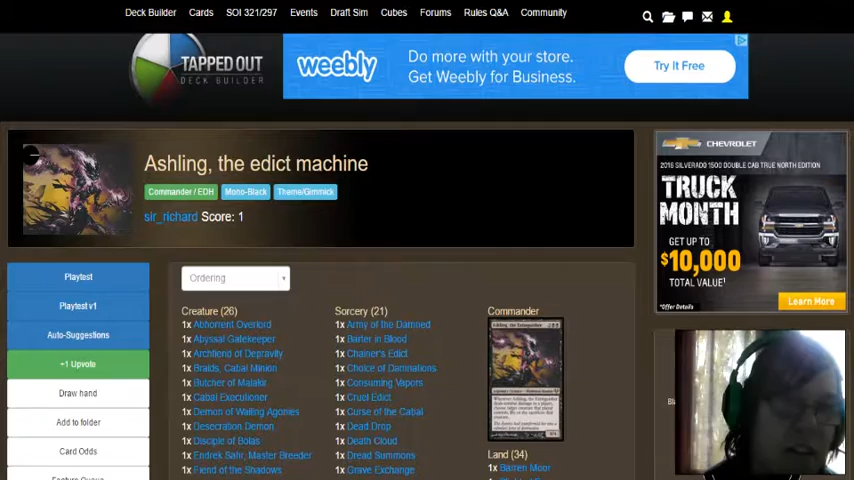 Deck Builder Cards SOI 321/297 Events Draft Sim Cubes Forums Rules Q&A Community
TAPPED OUT
DECK BUILDER
weebly
Do more with your store.
Get Weebly for Business.
Try It Free
Ashling, the edict machine
Commander / EDH Mono-Black Theme/Gimmick
sir_richard Score: 1
CHEVROLET
2016 SILVERADO 1500 DOUBLE CAB TRUE NORTH EDITION
TRUCK
MONTH
GET UP TO
$10,000
TOTAL VALUE
*Offer Details
Learn More
Playtest
Playtest v1
Auto-Suggestions
+1 Upvote
Draw hand
Add to folder
Card Odds
Ordering
Creature (26)
1x Abhorrent Overlord
1x Abyssal Gatekeeper
1x Archfiend of Depravity
1x Braids, Cabal Minion
1x Butcher of Malakir
1x Cabal Executioner
1x Demon of Wailing Agonies
1x Desecration Demon
1x Disciple of Bolas
1x Endrek Sahr, Master Breeder
1x Fiend of the Shadows
Sorcery (21)
1x Army of the Damned
1x Barter in Blood
1x Chainer's Edict
1x Choice of Damnations
1x Consuming Vapors
1x Cruel Edict
1x Curse of the Cabal
1x Dead Drop
1x Death Cloud
1x Dread Summons
1x Grave Exchange
Commander
Ashling, the Extinguisher
Land (34)
1x Barren Moor